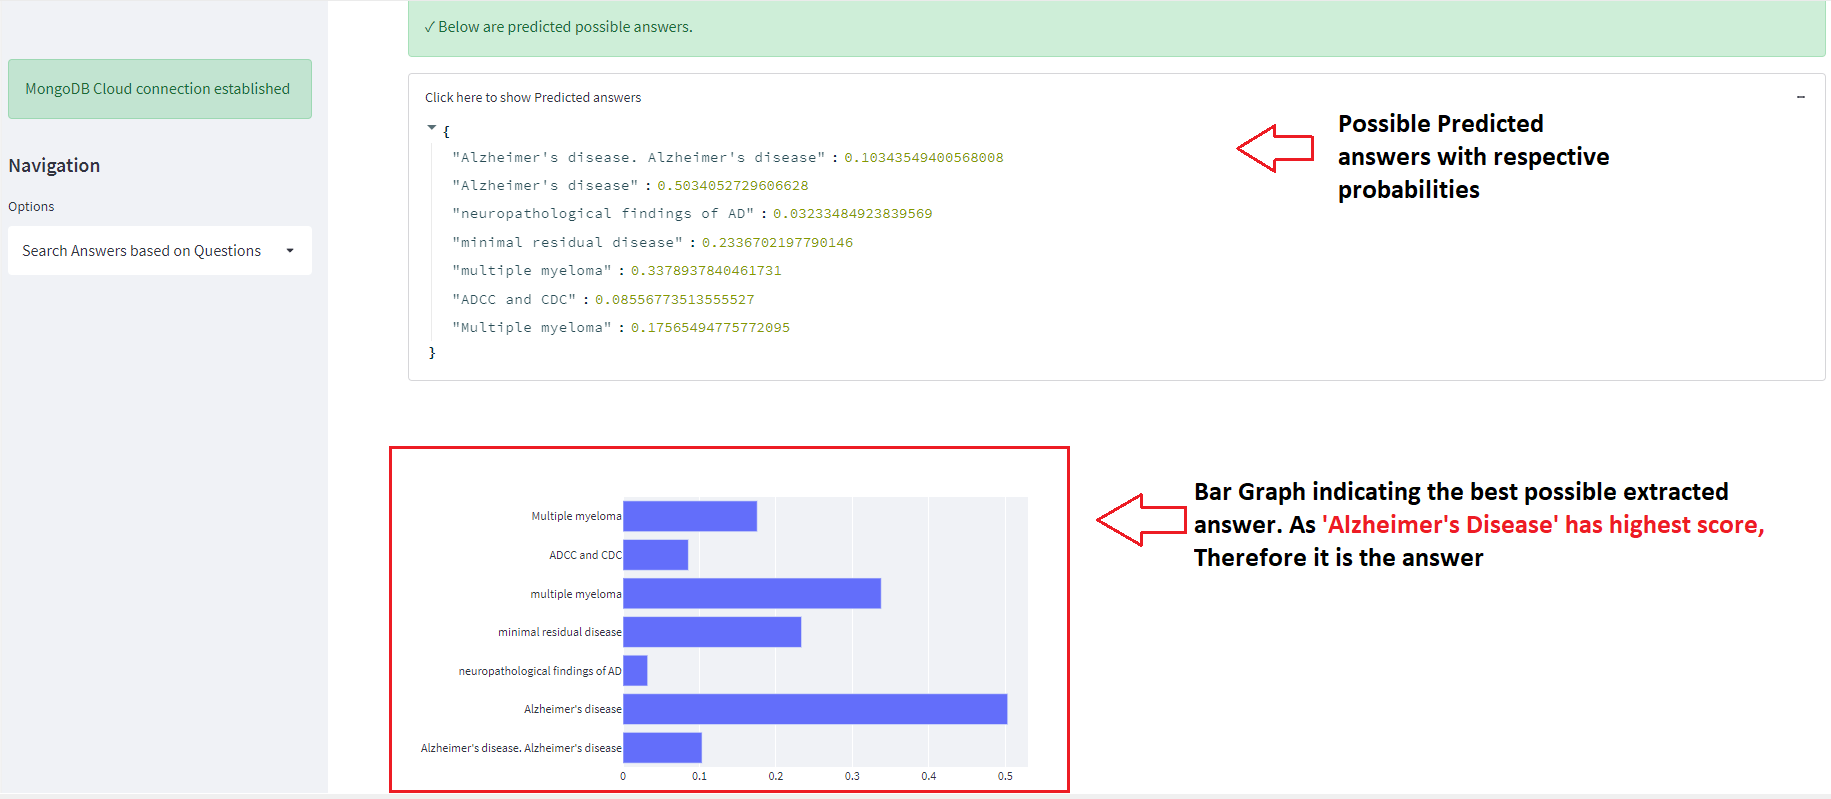 MongoDB Cloud connection established
Navigation
Options
Search Answers based on Questions
✓ Below are predicted possible answers.
Click here to show Predicted answers
{
"Alzheimer's disease. Alzheimer's disease" : 0.10343549400568008
"Alzheimer's disease" : 0.5034052729606628
"neuropathological findings of AD" : 0.03233484923839569
"minimal residual disease" : 0.2336702197790146
"multiple myeloma" : 0.3378937840461731
"ADCC and CDC" : 0.08556773513555527
"Multiple myeloma" : 0.17565494775772095
}
Possible Predicted
answers with respective
probabilities
Multiple myeloma
ADCC and CDC
multiple myeloma
minimal residual disease
neuropathological findings of AD
Alzheimer's disease
Alzheimer's disease. Alzheimer's disease
0 0.1 0.2 0.3 0.4 0.5
Bar Graph indicating the best possible extracted
answer. As 'Alzheimer's Disease' has highest score,
Therefore it is the answer